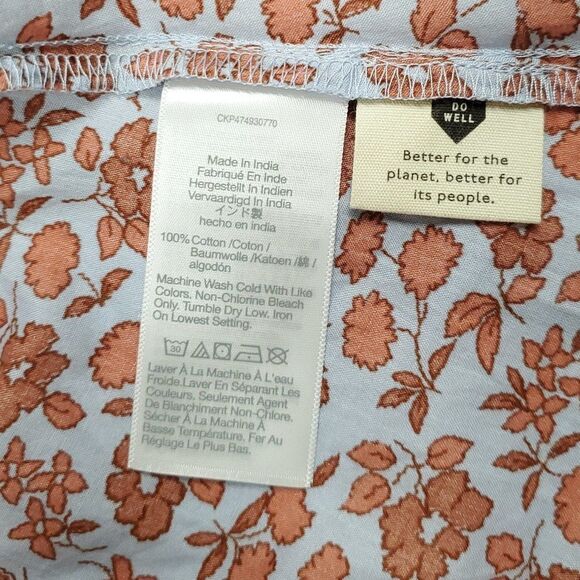 CKP474930770
Made In India
Fabriqué En Inde
Hergestellt In Indien
Vervaardigd In India
インド製
hecho en india
100% Cotton /Coton /
Baumwolle /Katoen /綿 /
algodón
Machine Wash Cold With Like
Colors. Non-Chlorine Bleach
Only. Tumble Dry Low. Iron
On Lowest Setting.
30
Laver À La Machine À L'eau
Froide.Laver En Séparant Les
Couleurs. Seulement Agent
De Blanchiment Non-Chlore.
Sécher À La Machine À
Basse Température. Fer Au
Réglage Le Plus Bas.
DO
WELL
Better for the
planet, better for
its people.